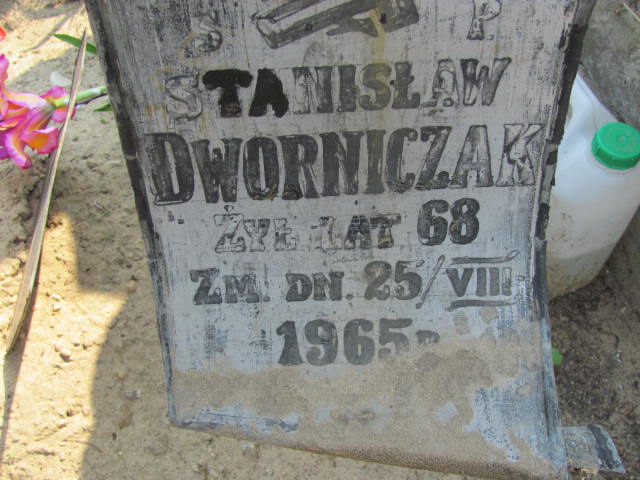 Ś. P.
STANISŁAW
DWORNICZAK
ŻYŁ LAT 68
ZM. DN. 25/VIII
1965 R.